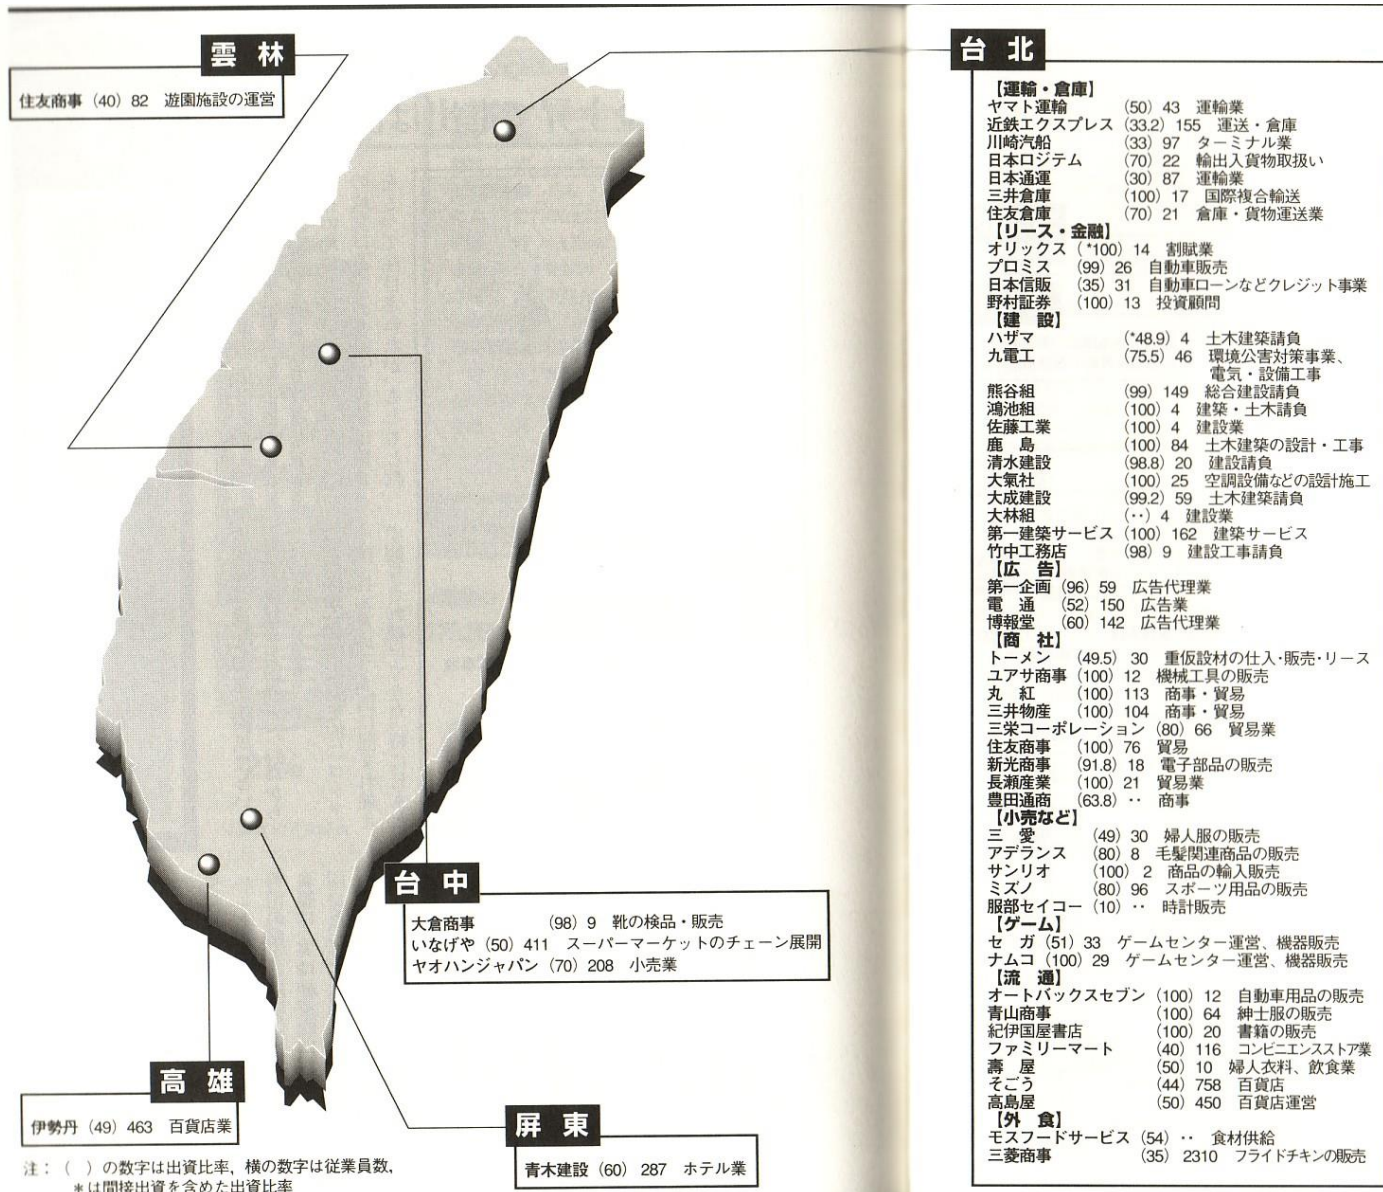 雲林
住友商事（40）82 遊園施設の運営
台中
大倉商事（98）9 靴の検品・販売
いなげや（50）411 スーパーマーケットのチェーン展開
ヤオハンジャパン（70）208 小売業
高雄
伊勢丹（49）463 百貨店業
屏東
青木建設（60）287 ホテル業
注：（ ）の数字は出資比率、横の数字は従業員数、
＊は間接出資を含めた出資比率
台北
【運輸・倉庫】
ヤマト運輸（50）43 運輸業
近鉄エクスプレス（33.2）155 運送・倉庫
川崎汽船（33）97 ターミナル業
日本ロジテム（70）22 輸出入貨物取扱い
日本通運（30）87 運輸業
三井倉庫（100）17 国際複合輸送
住友倉庫（70）21 倉庫・貨物運送業
【リース・金融】
オリックス（*100）14 割賦業
プロミス（99）26 自動車販売
日本信販（35）31 自動車ローンなどクレジット事業
野村証券（100）13 投資顧問
【建 設】
ハザマ（*48.9）4 土木建築請負
九電工（75.5）46 環境公害対策事業、
電気・設備工事
熊谷組（99）149 総合建設請負
鴻池組（100）4 建築・土木請負
佐藤工業（100）4 建設業
鹿 島（100）84 土木建築の設計・工事
清水建設（98.8）20 建設請負
大氣社（100）25 空調設備などの設計施工
大成建設（99.2）59 土木建築請負
大林組（‥）4 建設業
第一建築サービス（100）162 建築サービス
竹中工務店（98）9 建設工事請負
【広 告】
第一企画（96）59 広告代理業
電 通（52）150 広告業
博報堂（60）142 広告代理業
【商 社】
トーメン（49.5）30 重仮設材の仕入・販売・リース
ユアサ商事（100）12 機械工具の販売
丸 紅（100）113 商事・貿易
三井物産（100）104 商事・貿易
三栄コーポレーション（80）66 貿易業
住友商事（100）76 貿易
新光商事（91.8）18 電子部品の販売
長瀬産業（100）21 貿易業
豊田通商（63.8）‥ 商事
【小売など】
三 愛（49）30 婦人服の販売
アデランス（80）8 毛髪関連商品の販売
サンリオ（100）2 商品の輸入販売
ミズノ（80）96 スポーツ用品の販売
服部セイコー（10）‥ 時計販売
【ゲーム】
セ ガ（51）33 ゲームセンター運営、機器販売
ナムコ（100）29 ゲームセンター運営、機器販売
【流 通】
オートバックスセブン（100）12 自動車用品の販売
青山商事（100）64 紳士服の販売
紀伊国屋書店（100）20 書籍の販売
ファミリーマート（40）116 コンビニエンスストア業
壽 屋（50）10 婦人衣料、飲食業
そごう（44）758 百貨店
高島屋（50）450 百貨店運営
【外 食】
モスフードサービス（54）‥ 食材供給
三菱商事（35）2310 フライドチキンの販売